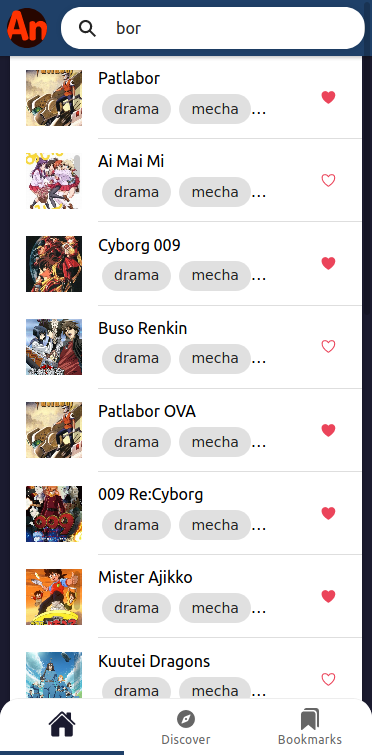 An
bor
Patlabor
drama mecha ...
Ai Mai Mi
drama mecha ...
Cyborg 009
drama mecha ...
Buso Renkin
drama mecha ...
Patlabor OVA
drama mecha ...
009 Re:Cyborg
drama mecha ...
Mister Ajikko
drama mecha ...
Kuutei Dragons
drama mecha ...
Discover
Bookmarks